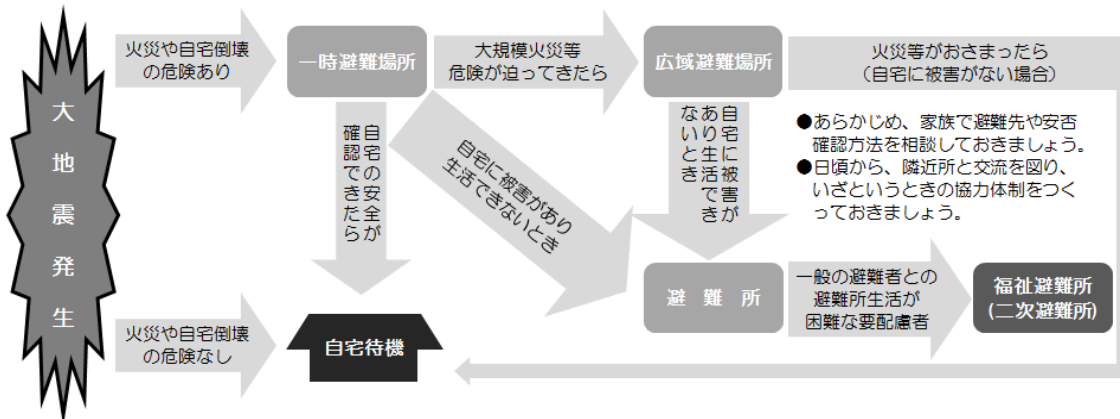 大地震発生
火災や自宅倒壊
の危険あり
一時避難場所
大規模火災等
危険が迫ってきたら
広域避難場所
火災等がおさまったら
（自宅に被害がない場合）
自宅の安全が
確認できたら
自宅に被害があり
生活できないとき
自宅に被害が
あり生活でき
ないとき
●あらかじめ、家族で避難先や安否
確認方法を相談しておきましょう。
●日頃から、隣近所と交流を図り、
いざというときの協力体制をつく
っておきましょう。
火災や自宅倒壊
の危険なし
自宅待機
避 難 所
一般の避難者との
避難所生活が
困難な要配慮者
福祉避難所
(二次避難所)